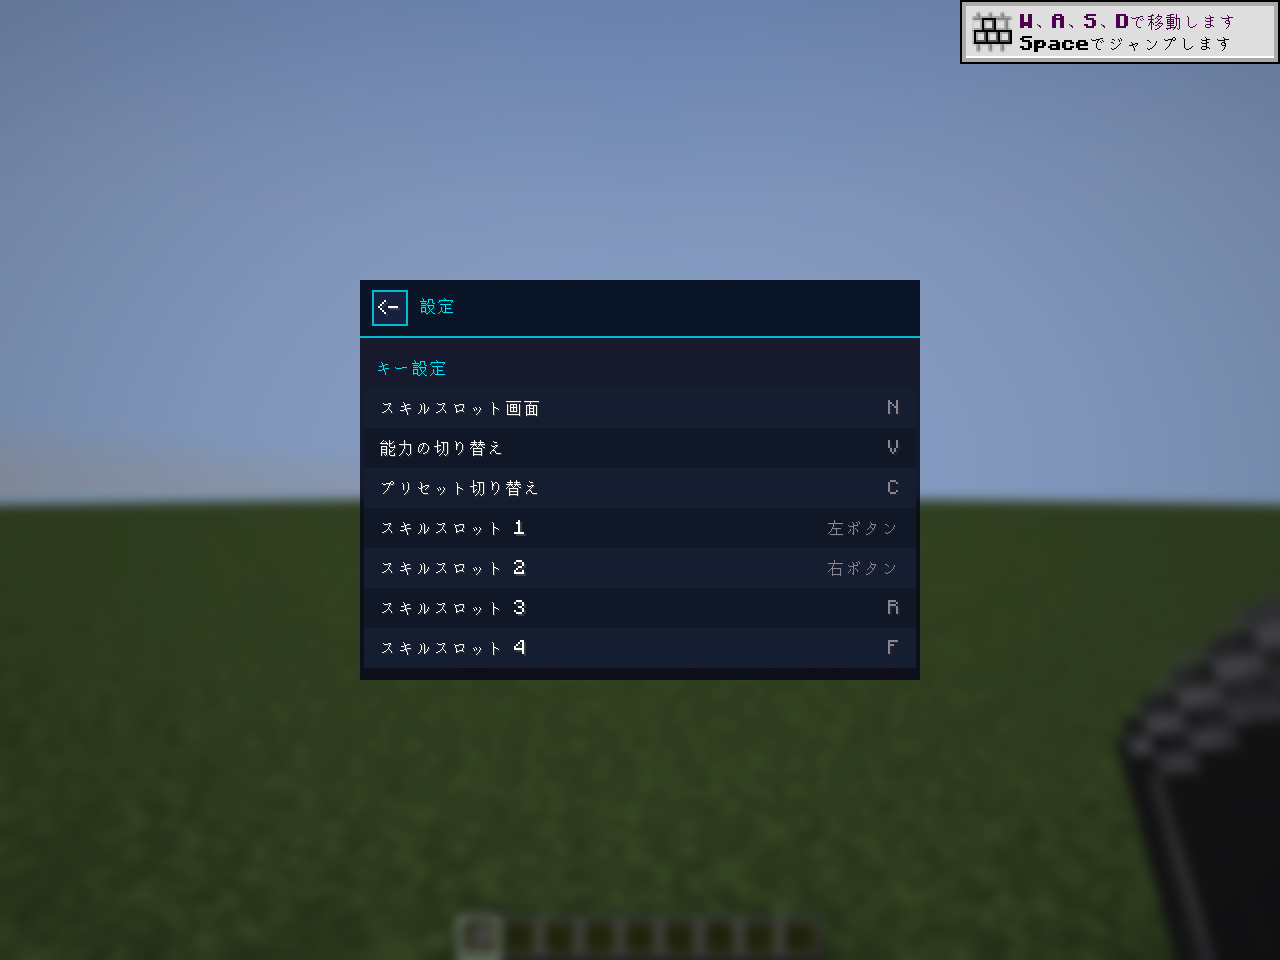 W、A、S、Dで移動します
Spaceでジャンプします
<- 設定
キー設定
スキルスロット画面 N
能力の切り替え V
プリセット切り替え C
スキルスロット 1 左ボタン
スキルスロット 2 右ボタン
スキルスロット 3 R
スキルスロット 4 F